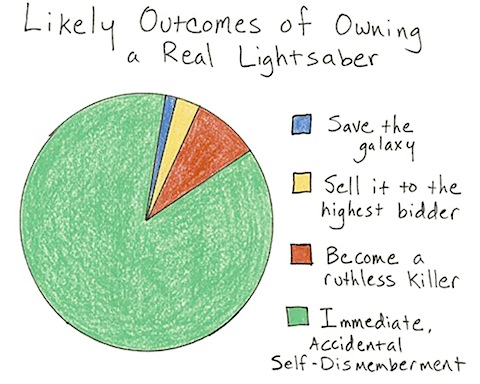 Likely Outcomes of Owning
a Real Lightsaber
Save the
galaxy
Sell it to the
highest bidder
Become a
ruthless killer
Immediate,
Accidental
Self-Dismemberment